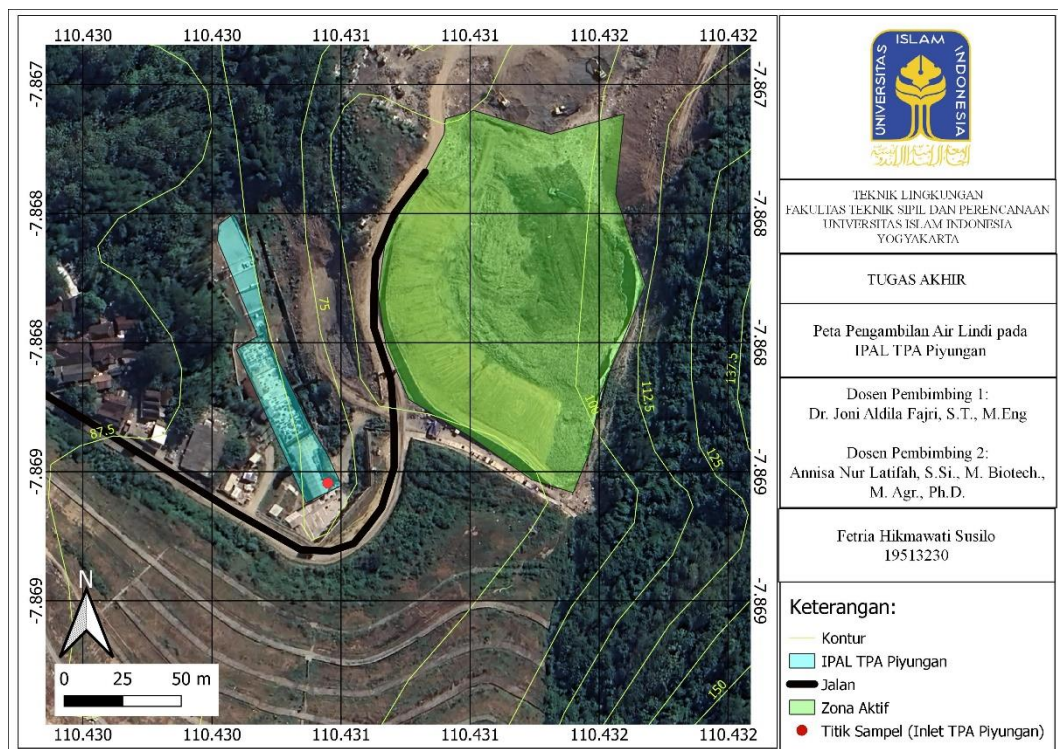 110.430 110.430 110.431 110.431 110.432 110.432
-7.867
-7.868
-7.868
-7.869
-7.869
-7.867
-7.868
-7.868
-7.869
-7.869
75
87.5
100
112.5
125
137.5
150
N
0 25 50 m
110.430 110.430 110.431 110.431 110.432 110.432
UNIVERSITAS ISLAM INDONESIA
TEKNIK LINGKUNGAN
FAKULTAS TEKNIK SIPIL DAN PERENCANAAN
UNIVERSITAS ISLAM INDONESIA
YOGYAKARTA
TUGAS AKHIR
Peta Pengambilan Air Lindi pada
IPAL TPA Piyungan
Dosen Pembimbing 1:
Dr. Joni Aldila Fajri, S.T., M.Eng
Dosen Pembimbing 2:
Annisa Nur Latifah, S.Si., M. Biotech.,
M. Agr., Ph.D.
Fetria Hikmawati Susilo
19513230
Keterangan:
Kontur
IPAL TPA Piyungan
Jalan
Zona Aktif
Titik Sampel (Inlet TPA Piyungan)